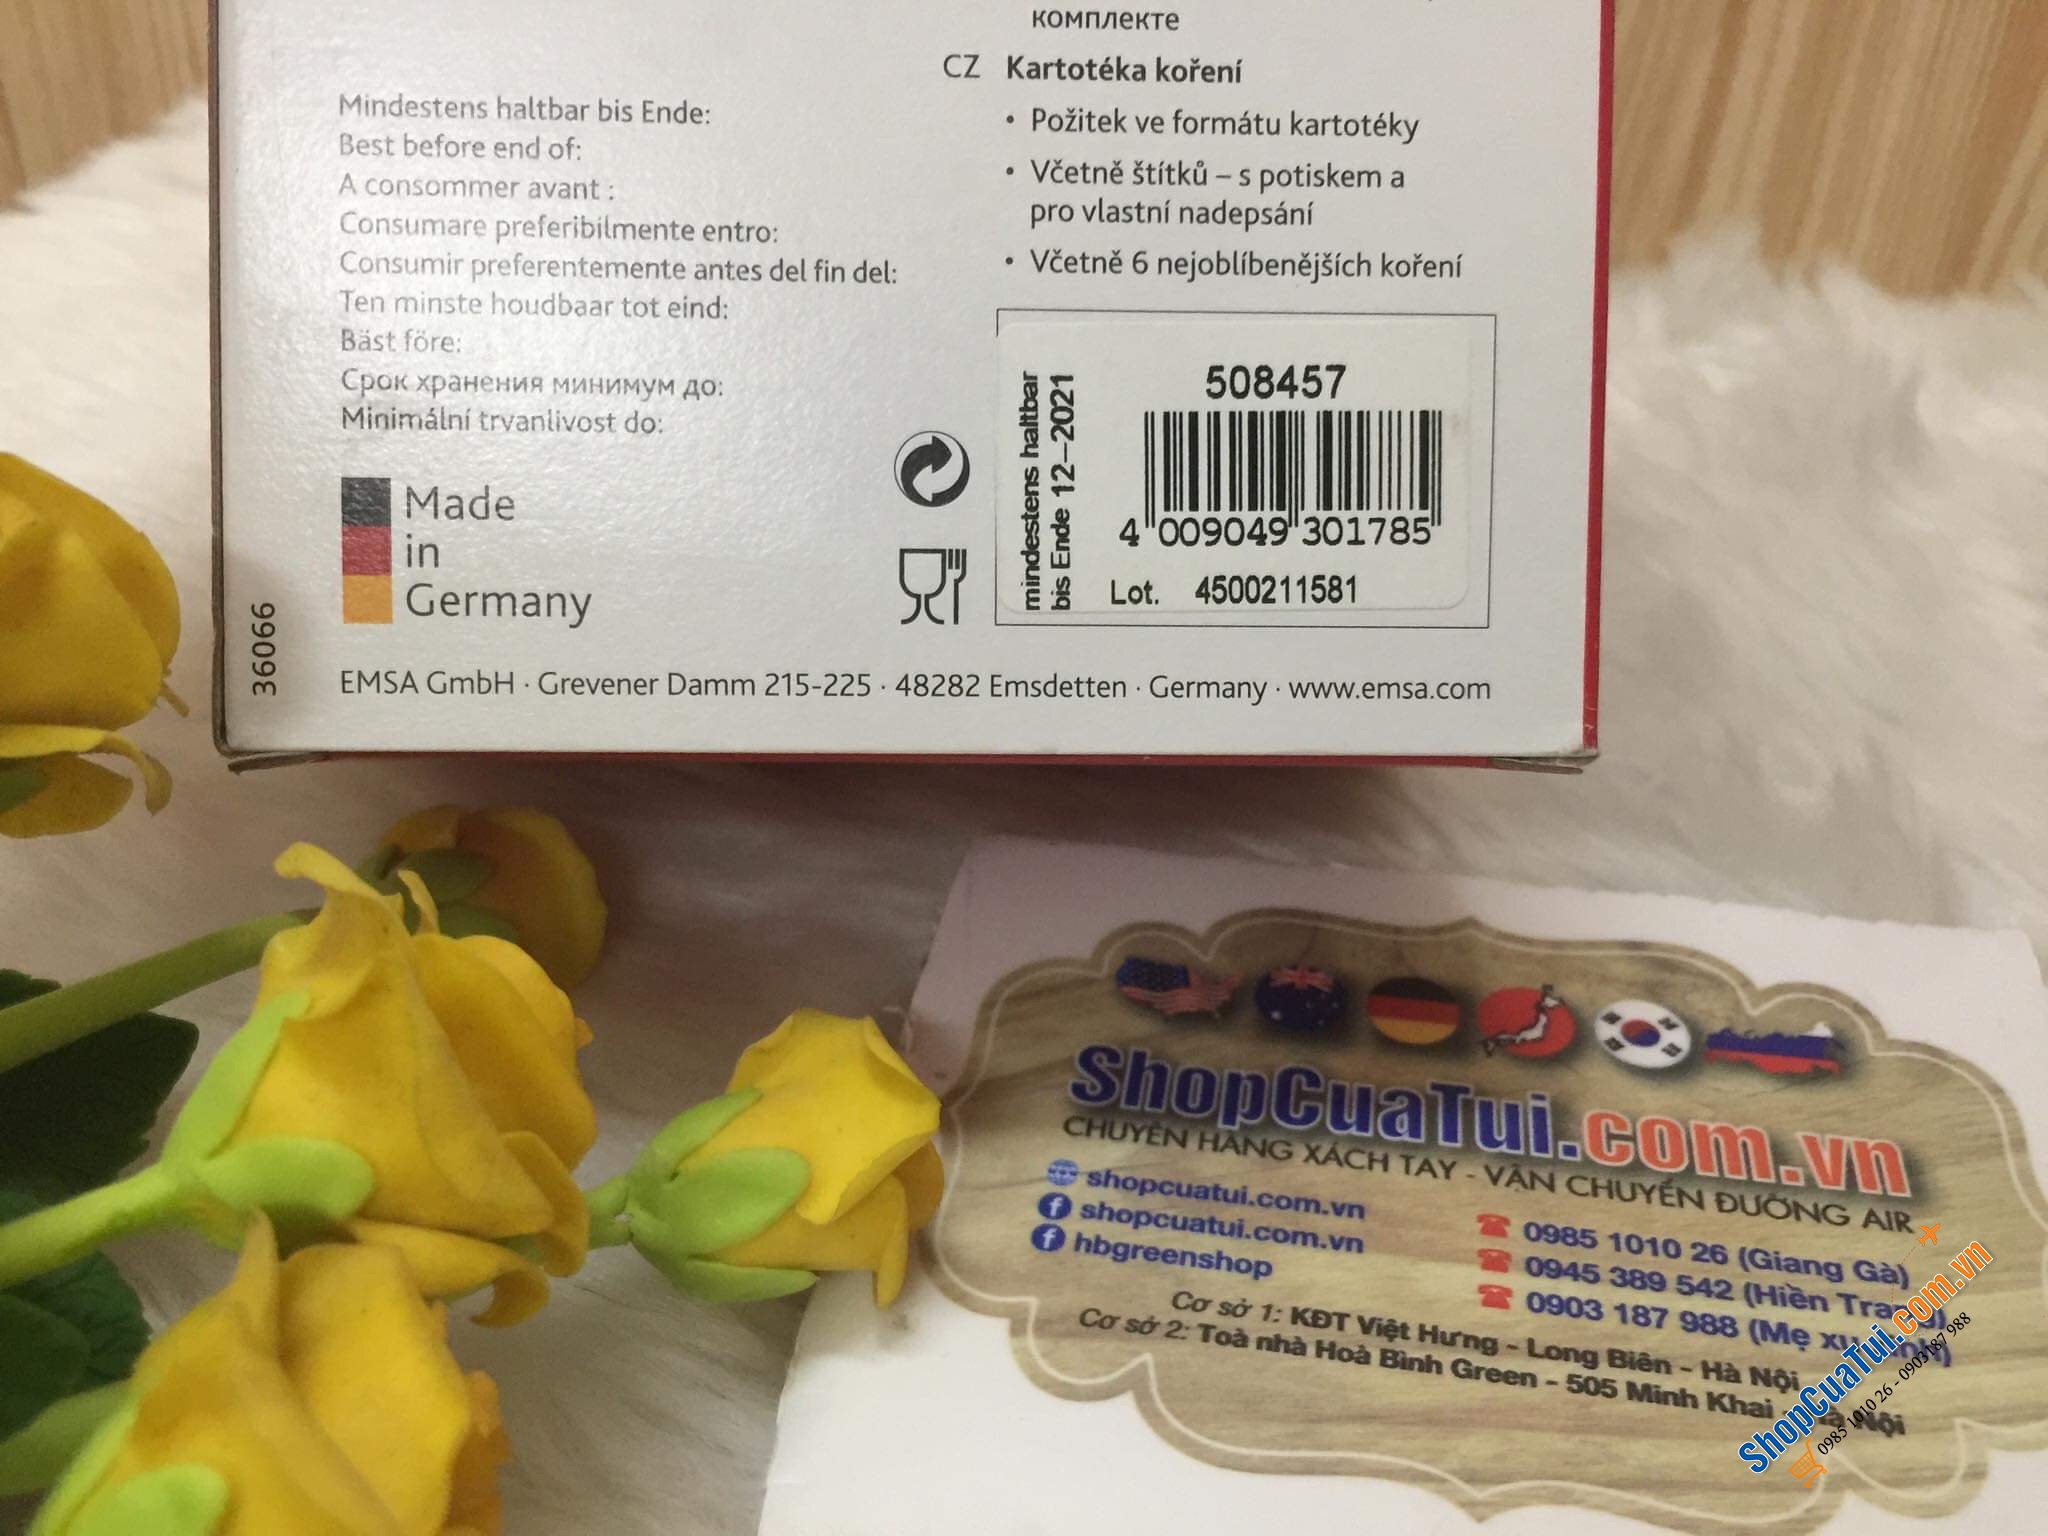 комплекте
CZ Kartotéka koření
• Požitek ve formátu kartotéky
• Včetně štítků – s potiskem a
pro vlastní nadepsání
• Včetně 6 nejoblíbenějších koření
Mindestens haltbar bis Ende:
Best before end of:
A consommer avant :
Consumare preferibilmente entro:
Consumir preferentemente antes del fin del:
Ten minste houdbaar tot eind:
Bäst före:
Срок хранения минимум до:
Minimální trvanlivost do:
Made
in
Germany
36066
mindestens haltbar
bis Ende 12–2021
508457
4 009049 301785
Lot. 4500211581
EMSA GmbH · Grevener Damm 215-225 · 48282 Emsdetten · Germany · www.emsa.com
ShopCuaTui.com.vn
CHUYÊN HÀNG XÁCH TAY - VẬN CHUYỂN ĐƯỜNG AIR
shopcuatui.com.vn
shopcuatui.com.vn
hbgreenshop
0985 1010 26 (Giang Gà)
0945 389 542 (Hiền Trang)
0903 187 988 (Mẹ
Cơ sở 1: KĐT Việt Hưng - Long Biên - Hà Nội
Cơ sở 2: Toà nhà Hoà Bình Green - 505 Minh Khai - Hà Nội
ShopCuaTui.com.vn
0985 1010 26 - 0903187 988